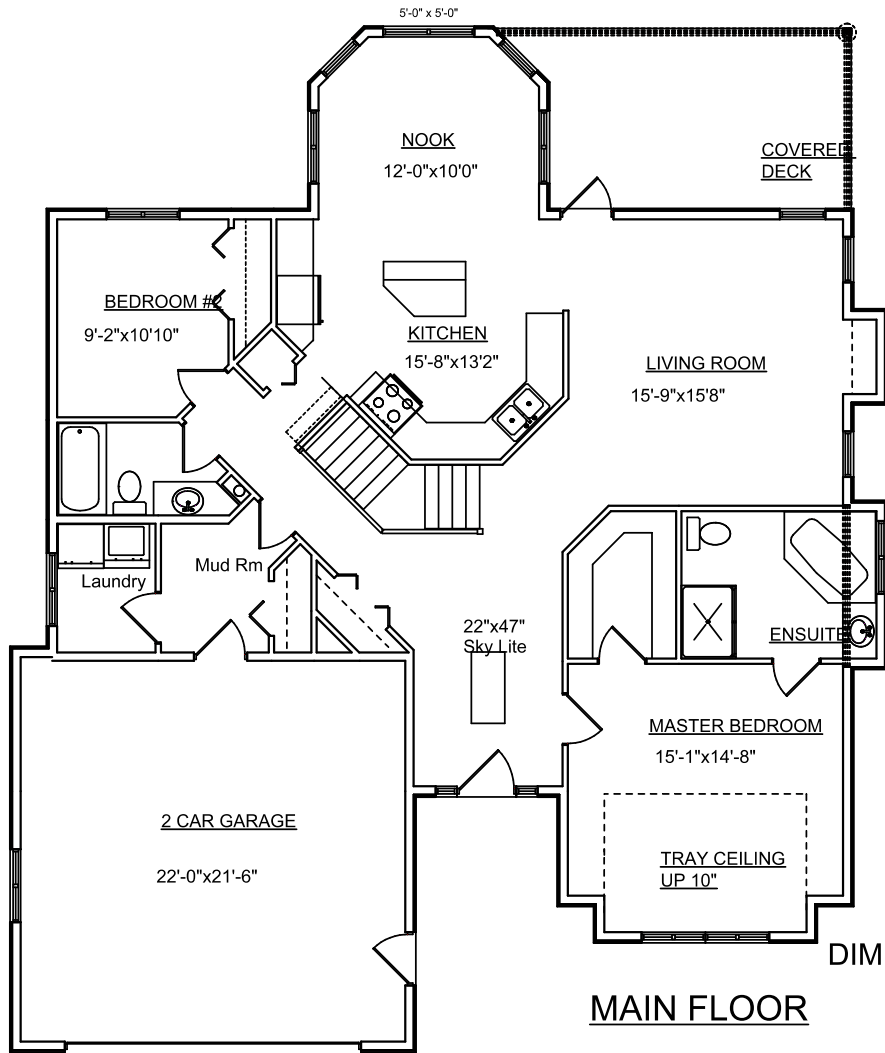 5'-0" x 5'-0"
NOOK
12'-0"x10'0"
COVERED
DECK
BEDROOM #2
9'-2"x10'10"
KITCHEN
15'-8"x13'2"
LIVING ROOM
15'-9"x15'8"
Mud Rm
Laundry
22"x47"
Sky Lite
ENSUITE
MASTER BEDROOM
15'-1"x14'-8"
2 CAR GARAGE
22'-0"x21'-6"
TRAY CEILING
UP 10"
DIM
MAIN FLOOR